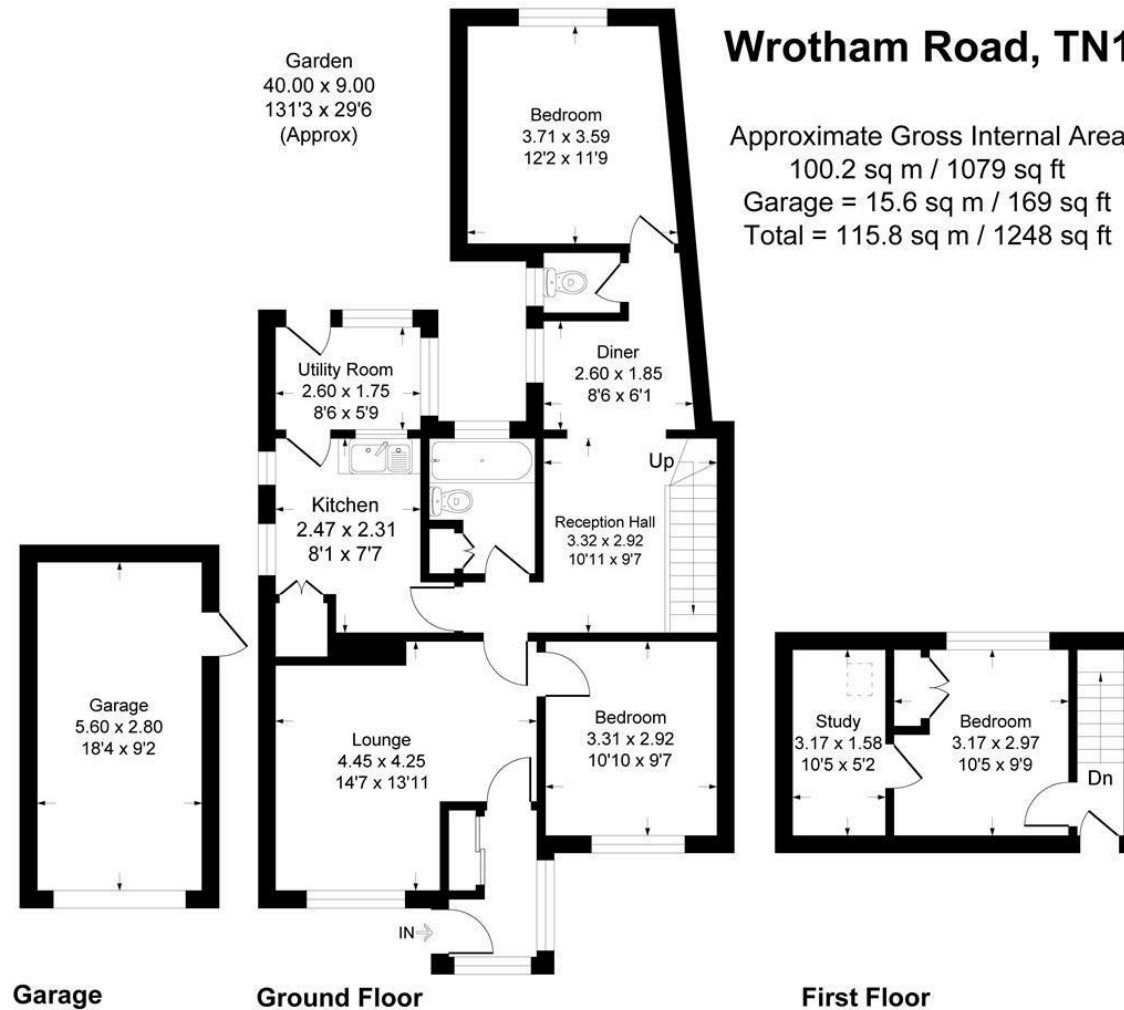 Wrotham Road, TN1
Approximate Gross Internal Area
100.2 sq m / 1079 sq ft
Garage = 15.6 sq m / 169 sq ft
Total = 115.8 sq m / 1248 sq ft
Garden
40.00 x 9.00
131'3 x 29'6
(Approx)
Bedroom
3.71 x 3.59
12'2 x 11'9
Diner
2.60 x 1.85
8'6 x 6'1
Utility Room
2.60 x 1.75
8'6 x 5'9
Up
Kitchen
2.47 x 2.31
8'1 x 7'7
Reception Hall
3.32 x 2.92
10'11 x 9'7
Garage
5.60 x 2.80
18'4 x 9'2
Lounge
4.45 x 4.25
14'7 x 13'11
Bedroom
3.31 x 2.92
10'10 x 9'7
Study
3.17 x 1.58
10'5 x 5'2
Bedroom
3.17 x 2.97
10'5 x 9'9
Dn
IN
Garage
Ground Floor
First Floor